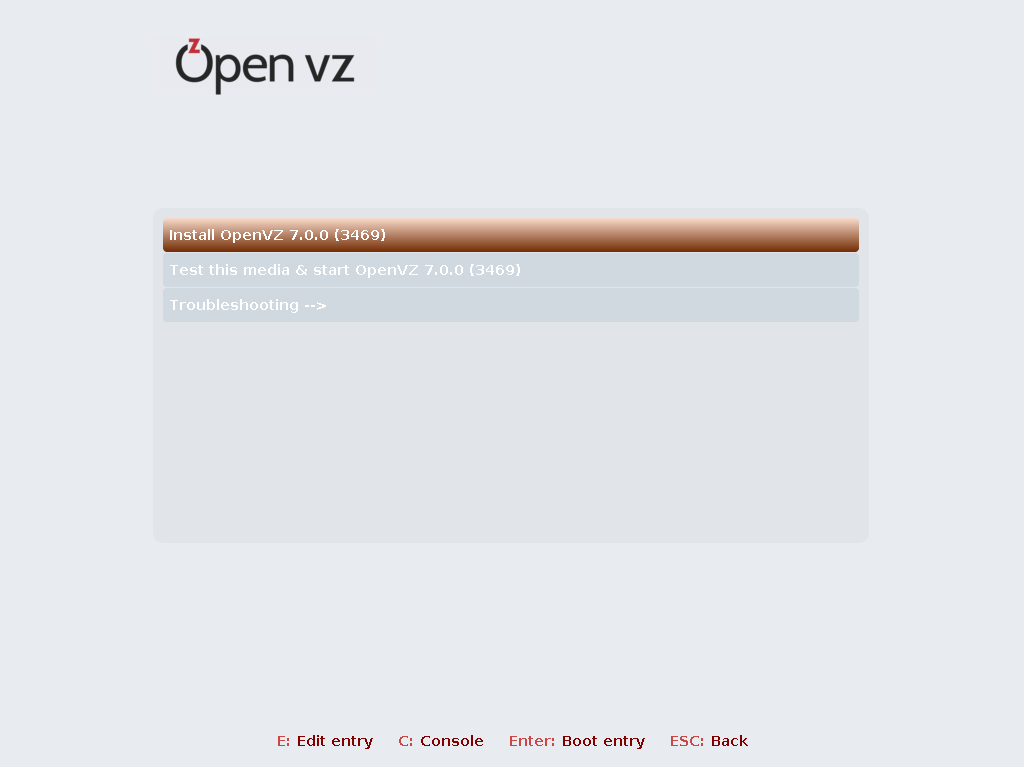 Open vz
Install OpenVZ 7.0.0 (3469)
Test this media & start OpenVZ 7.0.0 (3469)
Troubleshooting -->
E: Edit entry C: Console Enter: Boot entry ESC: Back